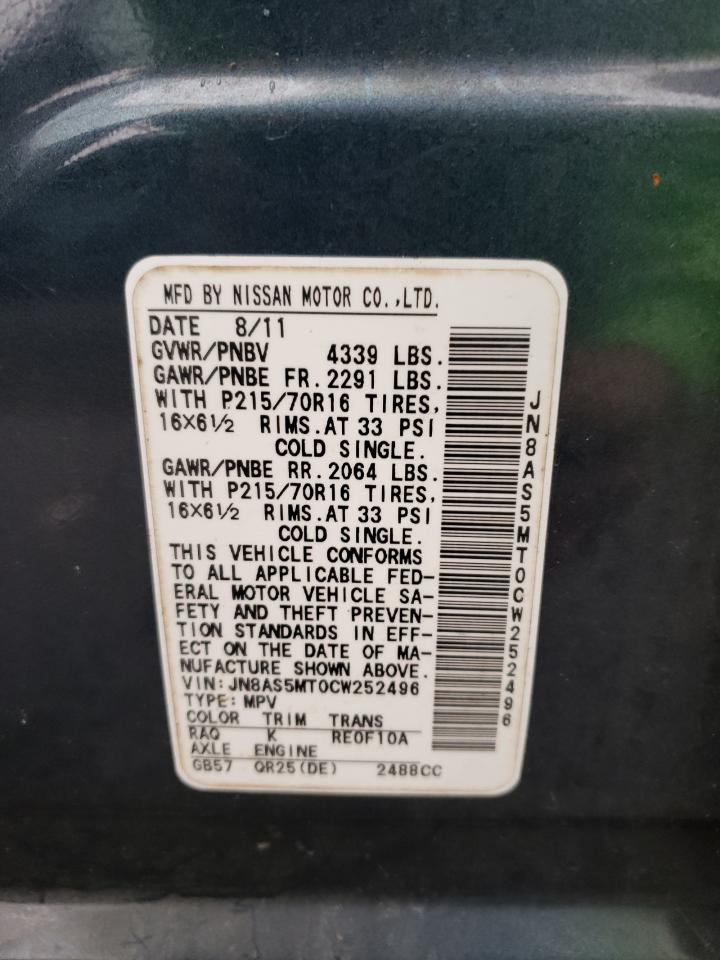 MFD BY NISSAN MOTOR CO.,LTD.
DATE 8/11
GVWR/PNBV 4339 LBS.
GAWR/PNBE FR. 2291 LBS.
WITH P215/70R16 TIRES,
16X6½ RIMS. AT 33 PSI
COLD SINGLE.
GAWR/PNBE RR. 2064 LBS.
WITH P215/70R16 TIRES,
16X6½ RIMS. AT 33 PSI
COLD SINGLE.
THIS VEHICLE CONFORMS
TO ALL APPLICABLE FED-
ERAL MOTOR VEHICLE SA-
FETY AND THEFT PREVEN-
TION STANDARDS IN EFF-
ECT ON THE DATE OF MA-
NUFACTURE SHOWN ABOVE.
VIN: JN8AS5MT0CW252496
TYPE: MPV
COLOR TRIM TRANS
RAQ K RE0F10A
AXLE ENGINE
GB57 QR25(DE) 2488CC
JN8AS5MT0CW252496